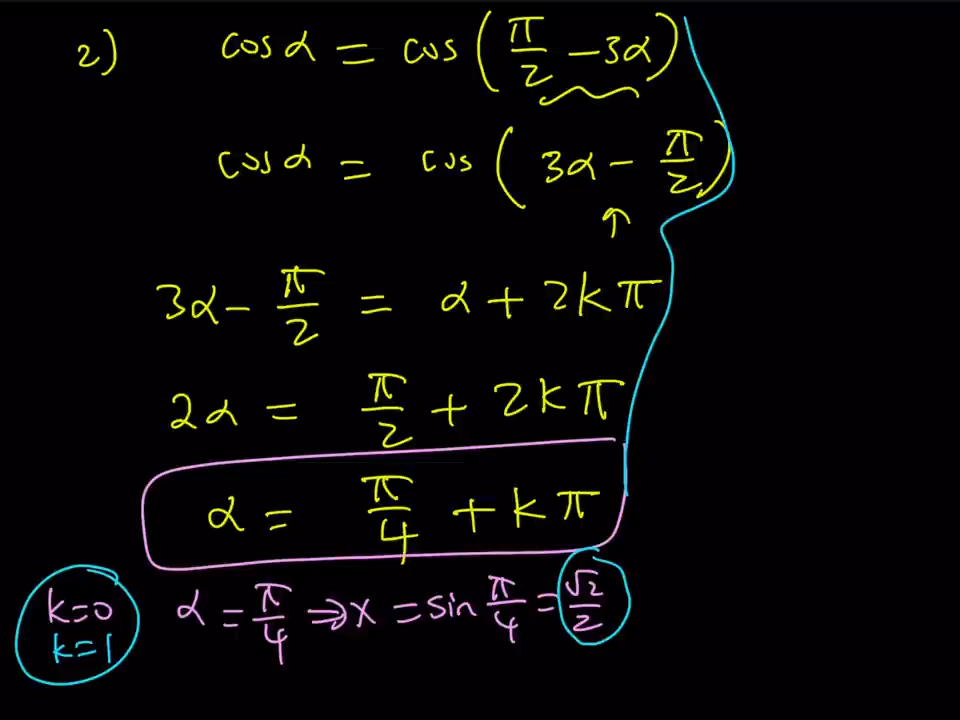 2) cos α = cos (π/2 − 3α)
cos α = cos (3α − π/2)
3α − π/2 = α + 2kπ
2α = π/2 + 2kπ
α = π/4 + kπ
k=0 α = π/4 ⇒ x = sin π/4 = √2/2
k=1